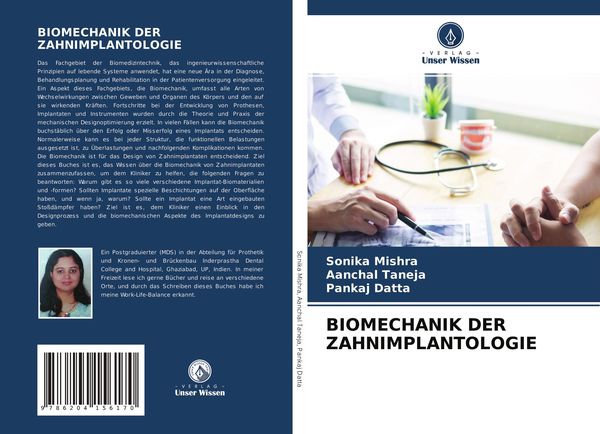 BIOMECHANIK DER
ZAHNIMPLANTOLOGIE
Das Fachgebiet der Biomedizintechnik, das ingenieurwissenschaftliche
Prinzipien auf lebende Systeme anwendet, hat eine neue Ära in der Diagnose,
Behandlungsplanung und Rehabilitation in der Patientenversorgung eingeleitet.
Ein Aspekt dieses Fachgebiets, die Biomechanik, umfasst alle Arten von
Wechselwirkungen zwischen Geweben und Organen des Körpers und den auf
sie wirkenden Kräften. Fortschritte bei der Entwicklung von Prothesen,
Implantaten und Instrumenten wurden durch die Theorie und Praxis der
mechanischen Designoptimierung erzielt. In vielen Fällen kann die Biomechanik
buchstäblich über den Erfolg oder Misserfolg eines Implantats entscheiden.
Normalerweise kann es bei jeder Struktur, die funktionellen Belastungen
ausgesetzt ist, zu Überlastungen und nachfolgenden Komplikationen kommen.
Die Biomechanik ist für das Design von Zahnimplantaten entscheidend. Ziel
dieses Buches ist es, das Wissen über die Biomechanik von Zahnimplantaten
zusammenzufassen, um dem Kliniker zu helfen, die folgenden Fragen zu
beantworten: Warum gibt es so viele verschiedene Implantat-Biomaterialien
und -formen? Sollten Implantate spezielle Beschichtungen auf der Oberfläche
haben, und wenn ja, warum? Sollte ein Implantat eine Art eingebauten
Stoßdämpfer haben? Ziel ist es, dem Kliniker einen Einblick in den
Designprozess und die biomechanischen Aspekte des Implantatdesigns zu
geben.
Ein Postgraduierter (MDS) in der Abteilung für Prothetik
und Kronen- und Brückenbau Inderprastha Dental
College and Hospital, Ghaziabad, UP, Indien. In meiner
Freizeit lese ich gerne Bücher und reise an verschiedene
Orte, und durch das Schreiben dieses Buches habe ich
meine Work-Life-Balance erkannt.
9 786204 156170
VERLAG
Unser Wissen
Sonika Mishra, Aanchal Taneja, Pankaj Datta
VERLAG
Unser Wissen
Sonika Mishra
Aanchal Taneja
Pankaj Datta
BIOMECHANIK DER
ZAHNIMPLANTOLOGIE